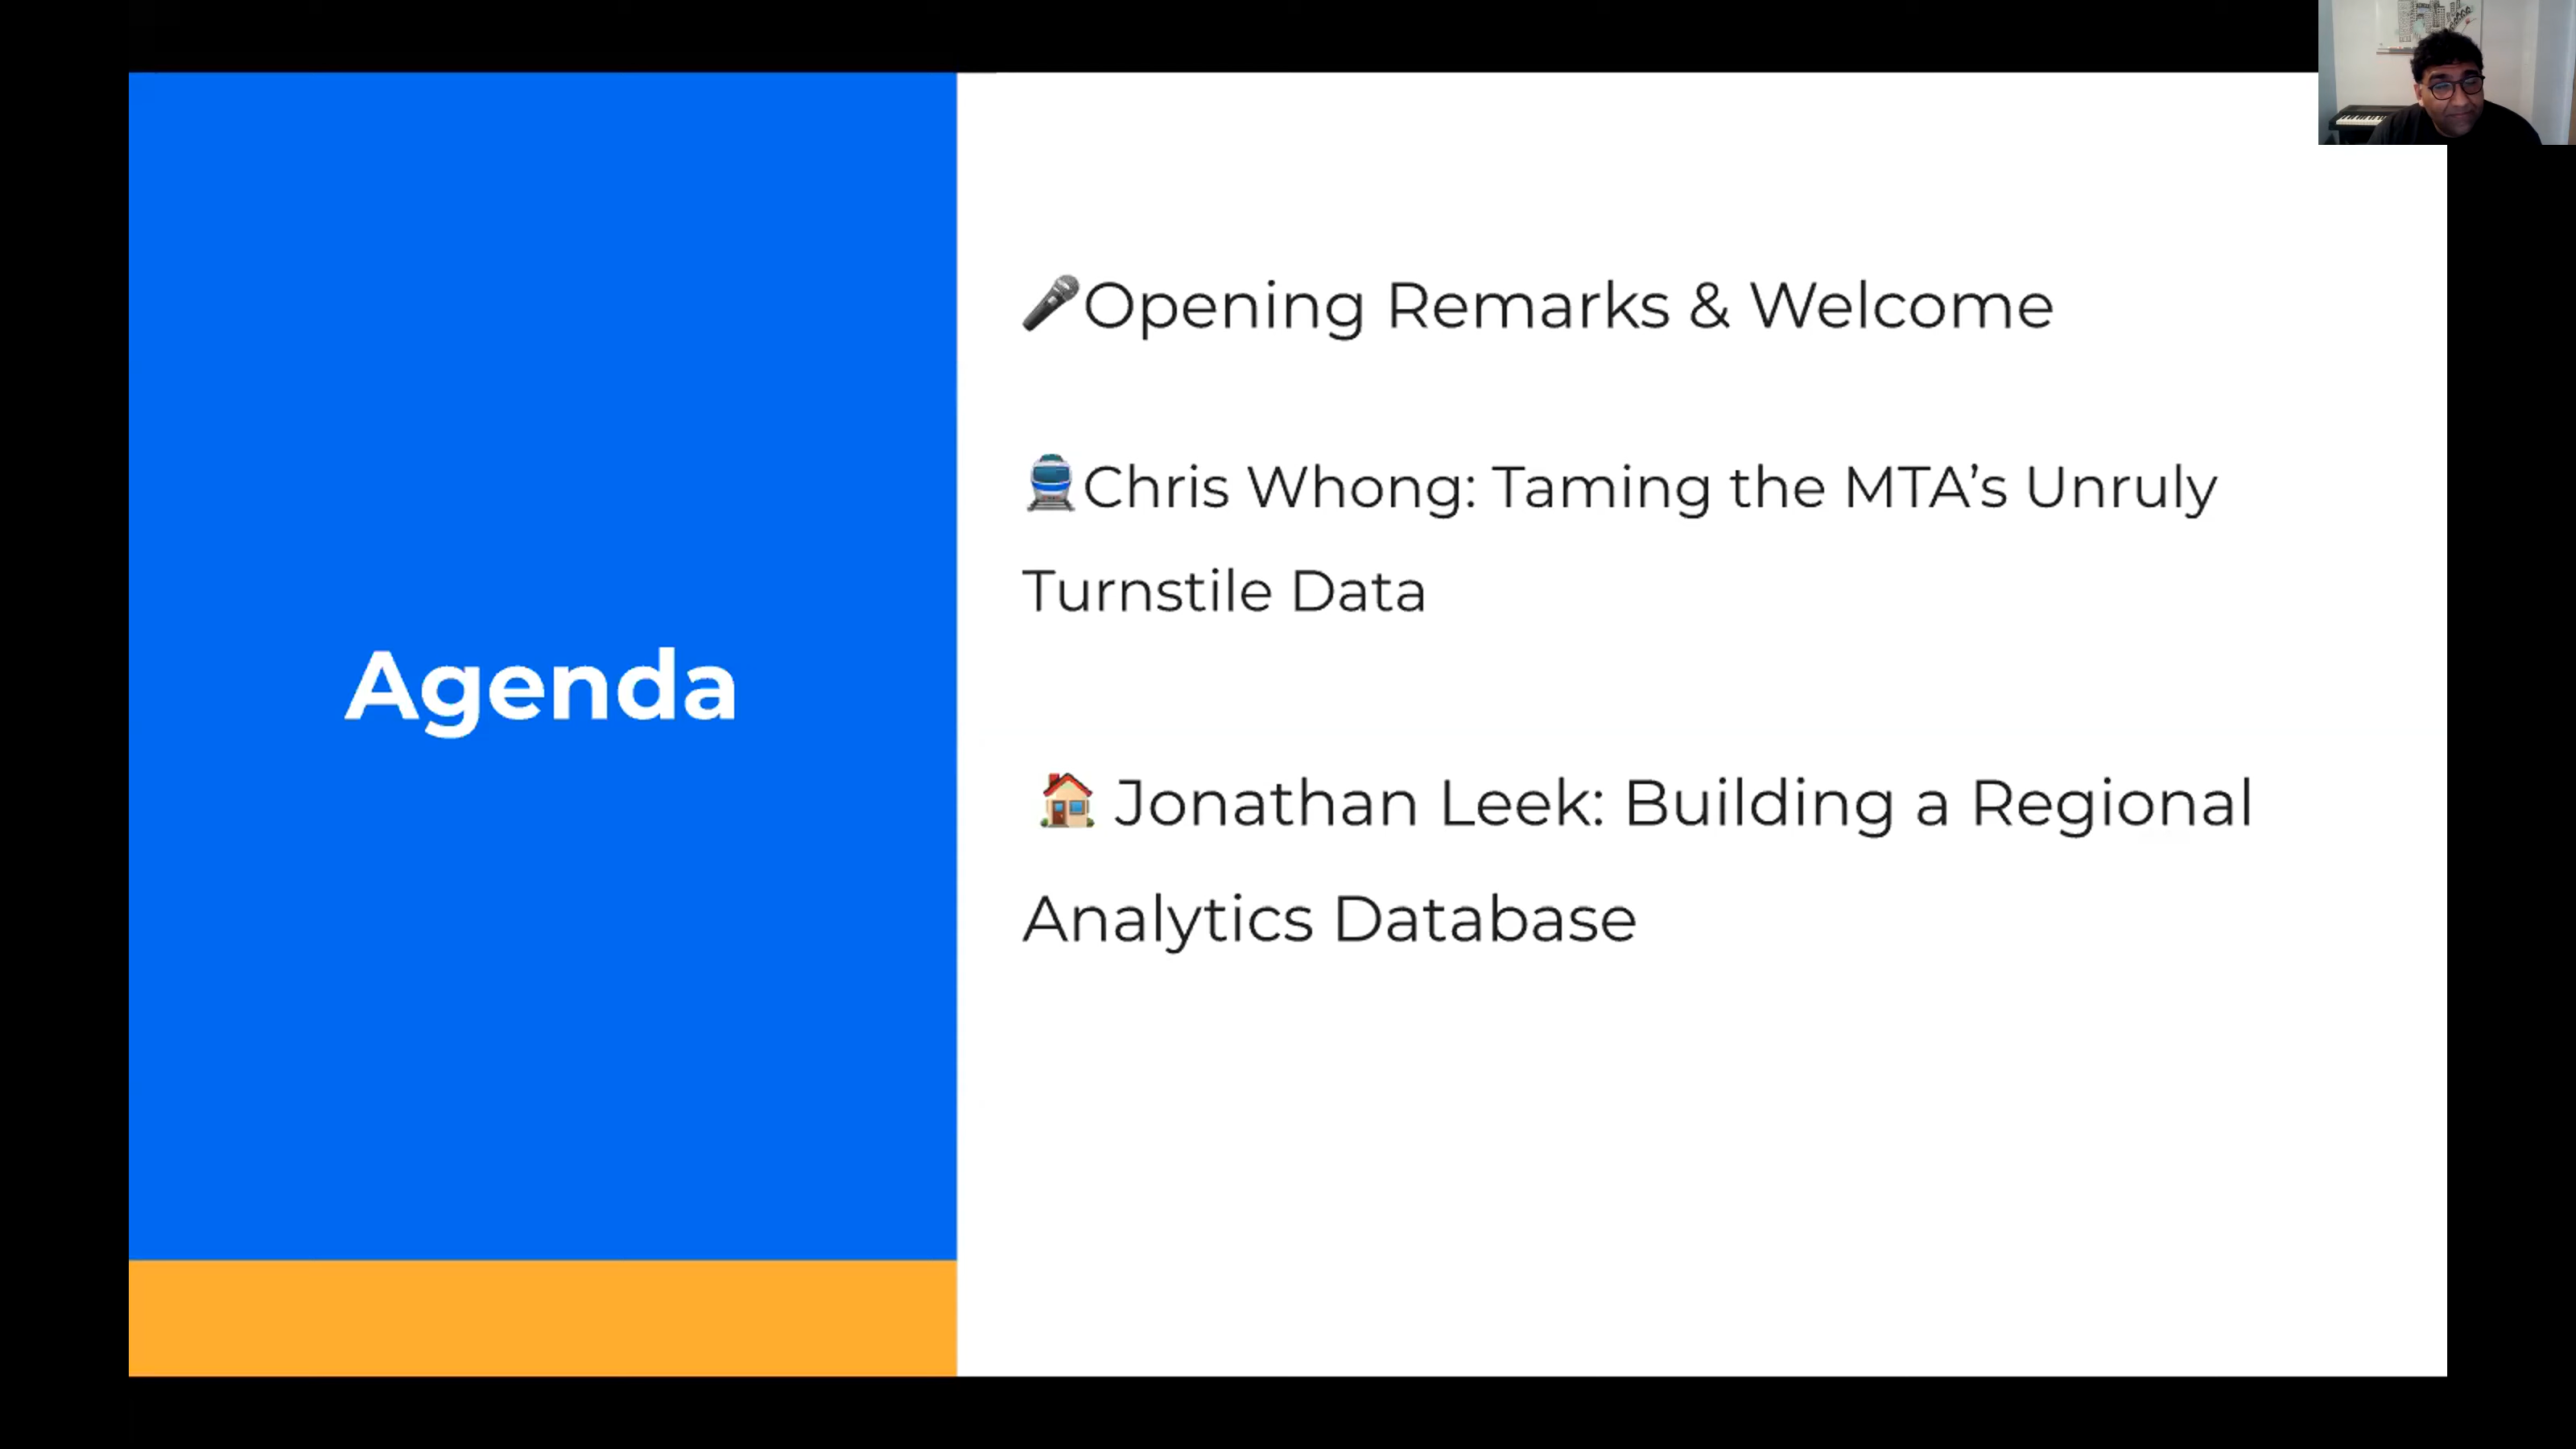 Agenda
🎤Opening Remarks & Welcome
🚆Chris Whong: Taming the MTA’s Unruly
Turnstile Data
🏠 Jonathan Leek: Building a Regional
Analytics Database